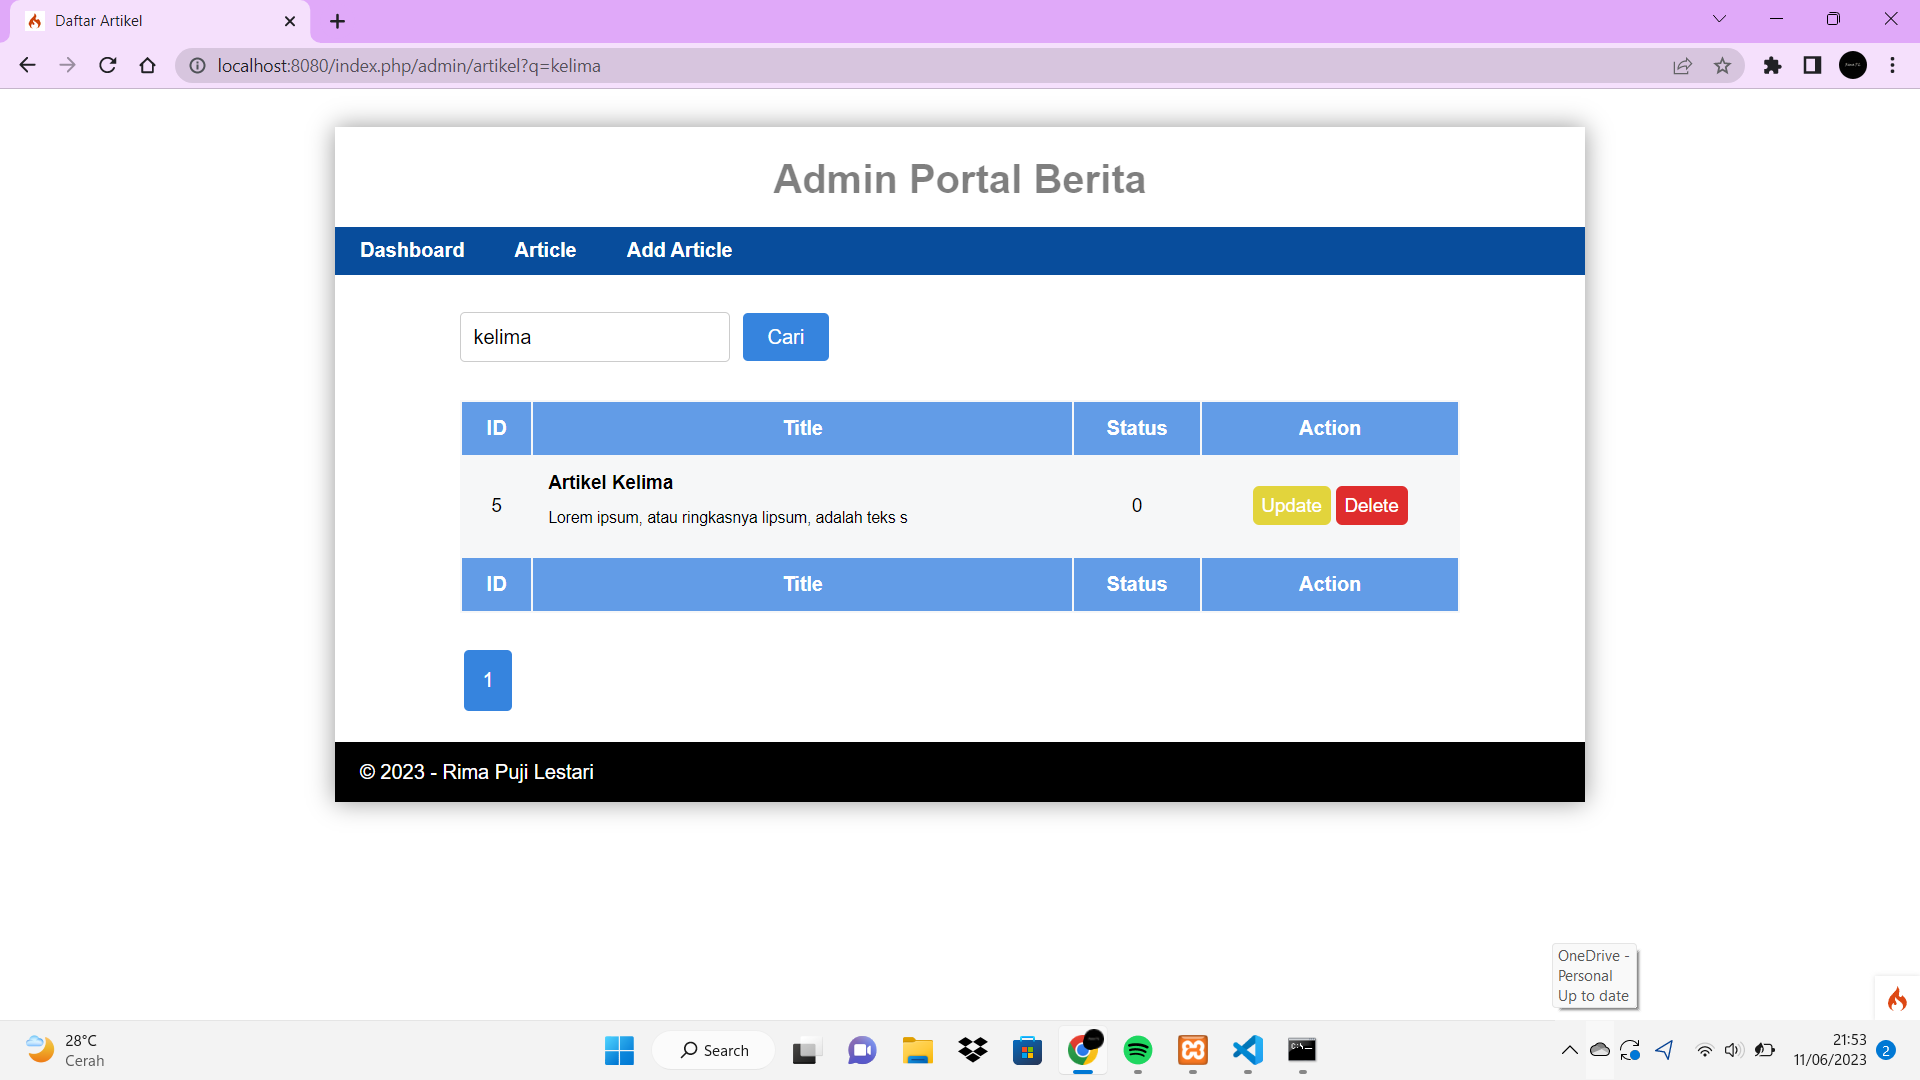 Daftar Artikel
localhost:8080/index.php/admin/artikel?q=kelima
Admin Portal Berita
Dashboard Article Add Article
kelima Cari
ID Title Status Action
Artikel Kelima
5 0 Update Delete
Lorem ipsum, atau ringkasnya lipsum, adalah teks s
ID Title Status Action
1
© 2023 - Rima Puji Lestari
OneDrive -
Personal
Up to date
28°C
Cerah
Search
21:53
11/06/2023
2